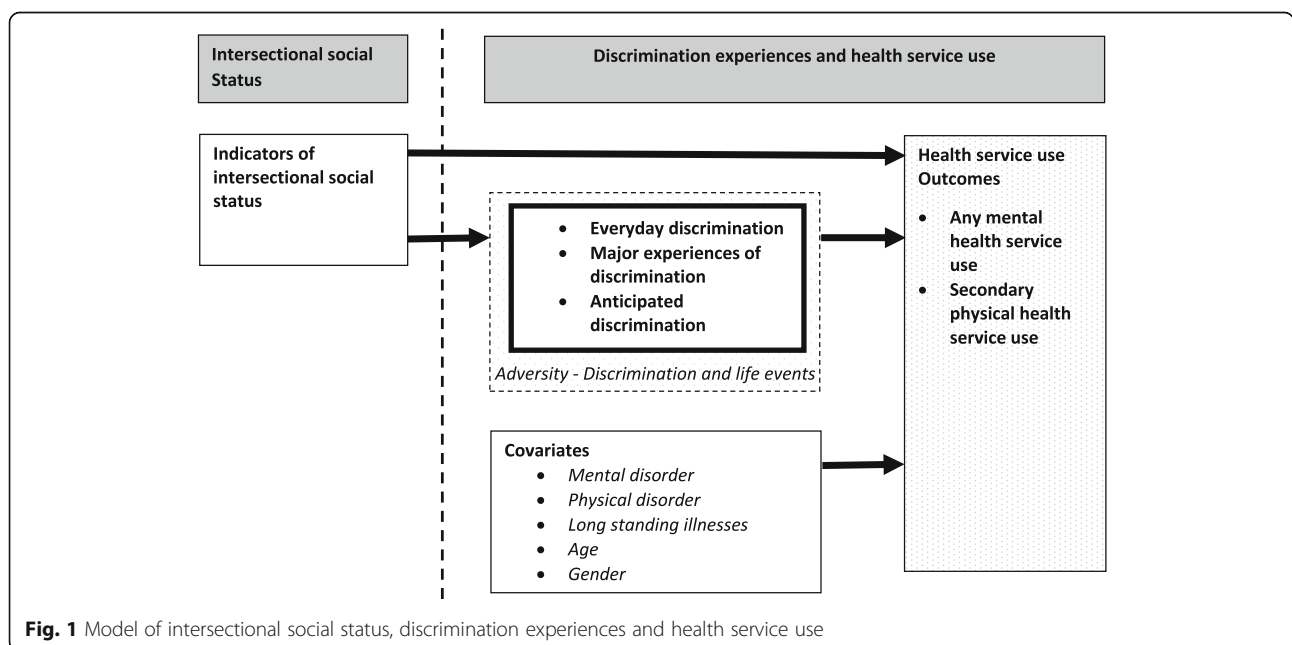 Intersectional social
Status
Discrimination experiences and health service use
Indicators of
intersectional social
status
• Everyday discrimination
• Major experiences of
discrimination
• Anticipated
discrimination
Adversity - Discrimination and life events
Covariates
• Mental disorder
• Physical disorder
• Long standing illnesses
• Age
• Gender
Health service use
Outcomes
• Any mental
health service
use
• Secondary
physical health
service use
Fig. 1 Model of intersectional social status, discrimination experiences and health service use